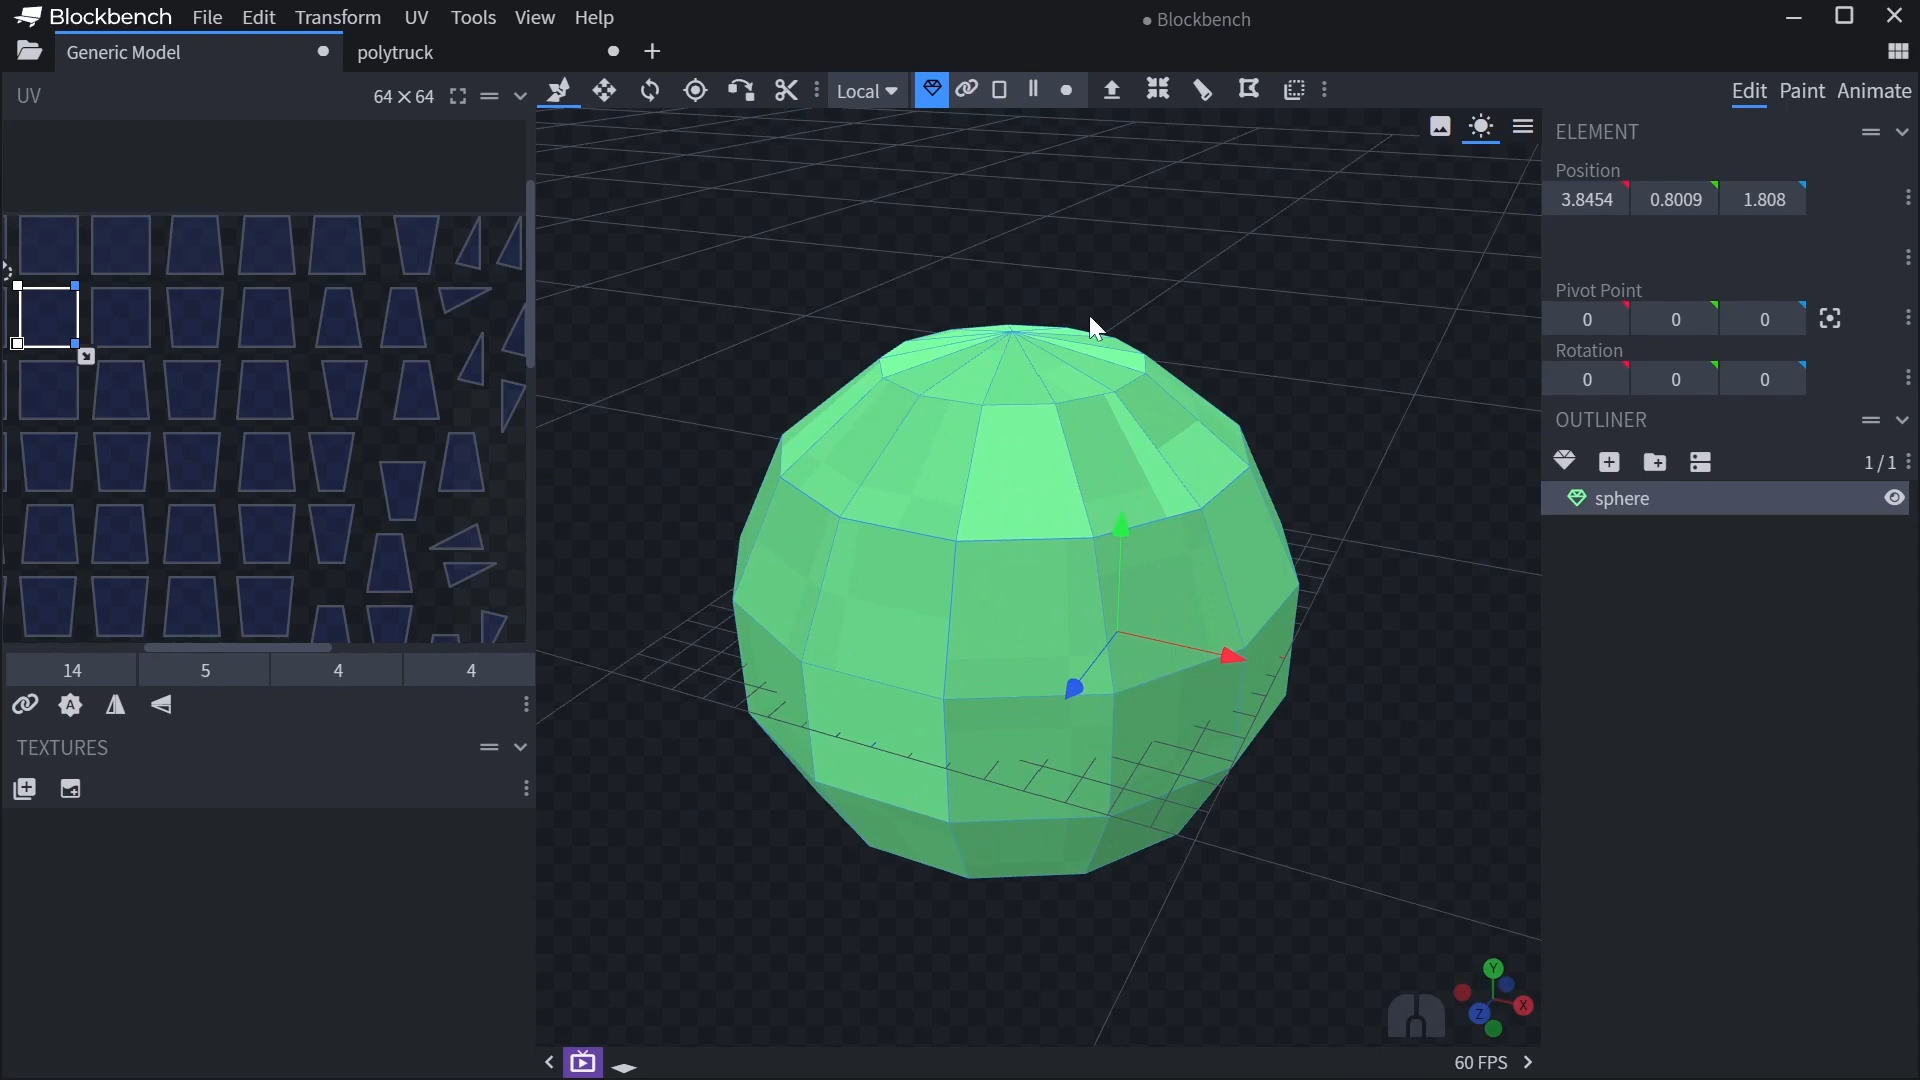 Blockbench File Edit Transform UV Tools View Help
Blockbench
Generic Model
polytruck
UV
64×64
Local
Edit Paint Animate
ELEMENT
Position
3.8454 0.8009 1.808
Pivot Point
0 0 0
Rotation
0 0 0
OUTLINER
1/1
sphere
14 5 4 4
A
TEXTURES
Y
X
Z
60 FPS